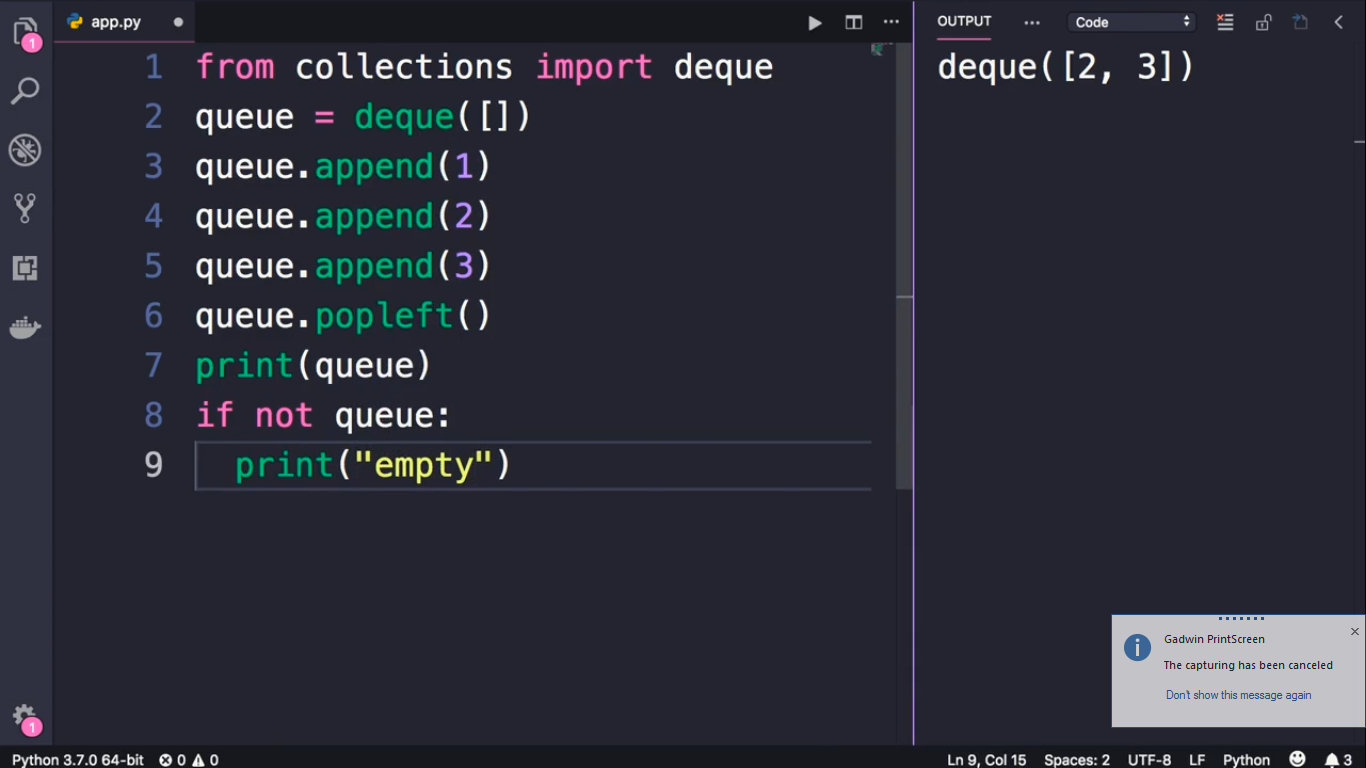 app.py
OUTPUT
Code
1
1 from collections import import deque
2 queue = deque([])
3 queue.append(1)
4 queue.append(2)
5 queue.append(3)
6 queue.popleft()
7 print(queue)
8 if not queue:
9 print("empty")
deque([2, 3])
Gadwin PrintScreen
The capturing has been canceled
Don't show this message again
1
Python 3.7.0 64-bit 0 0 Ln 9, Col 15 Spaces: 2 UTF-8 LF Python 3